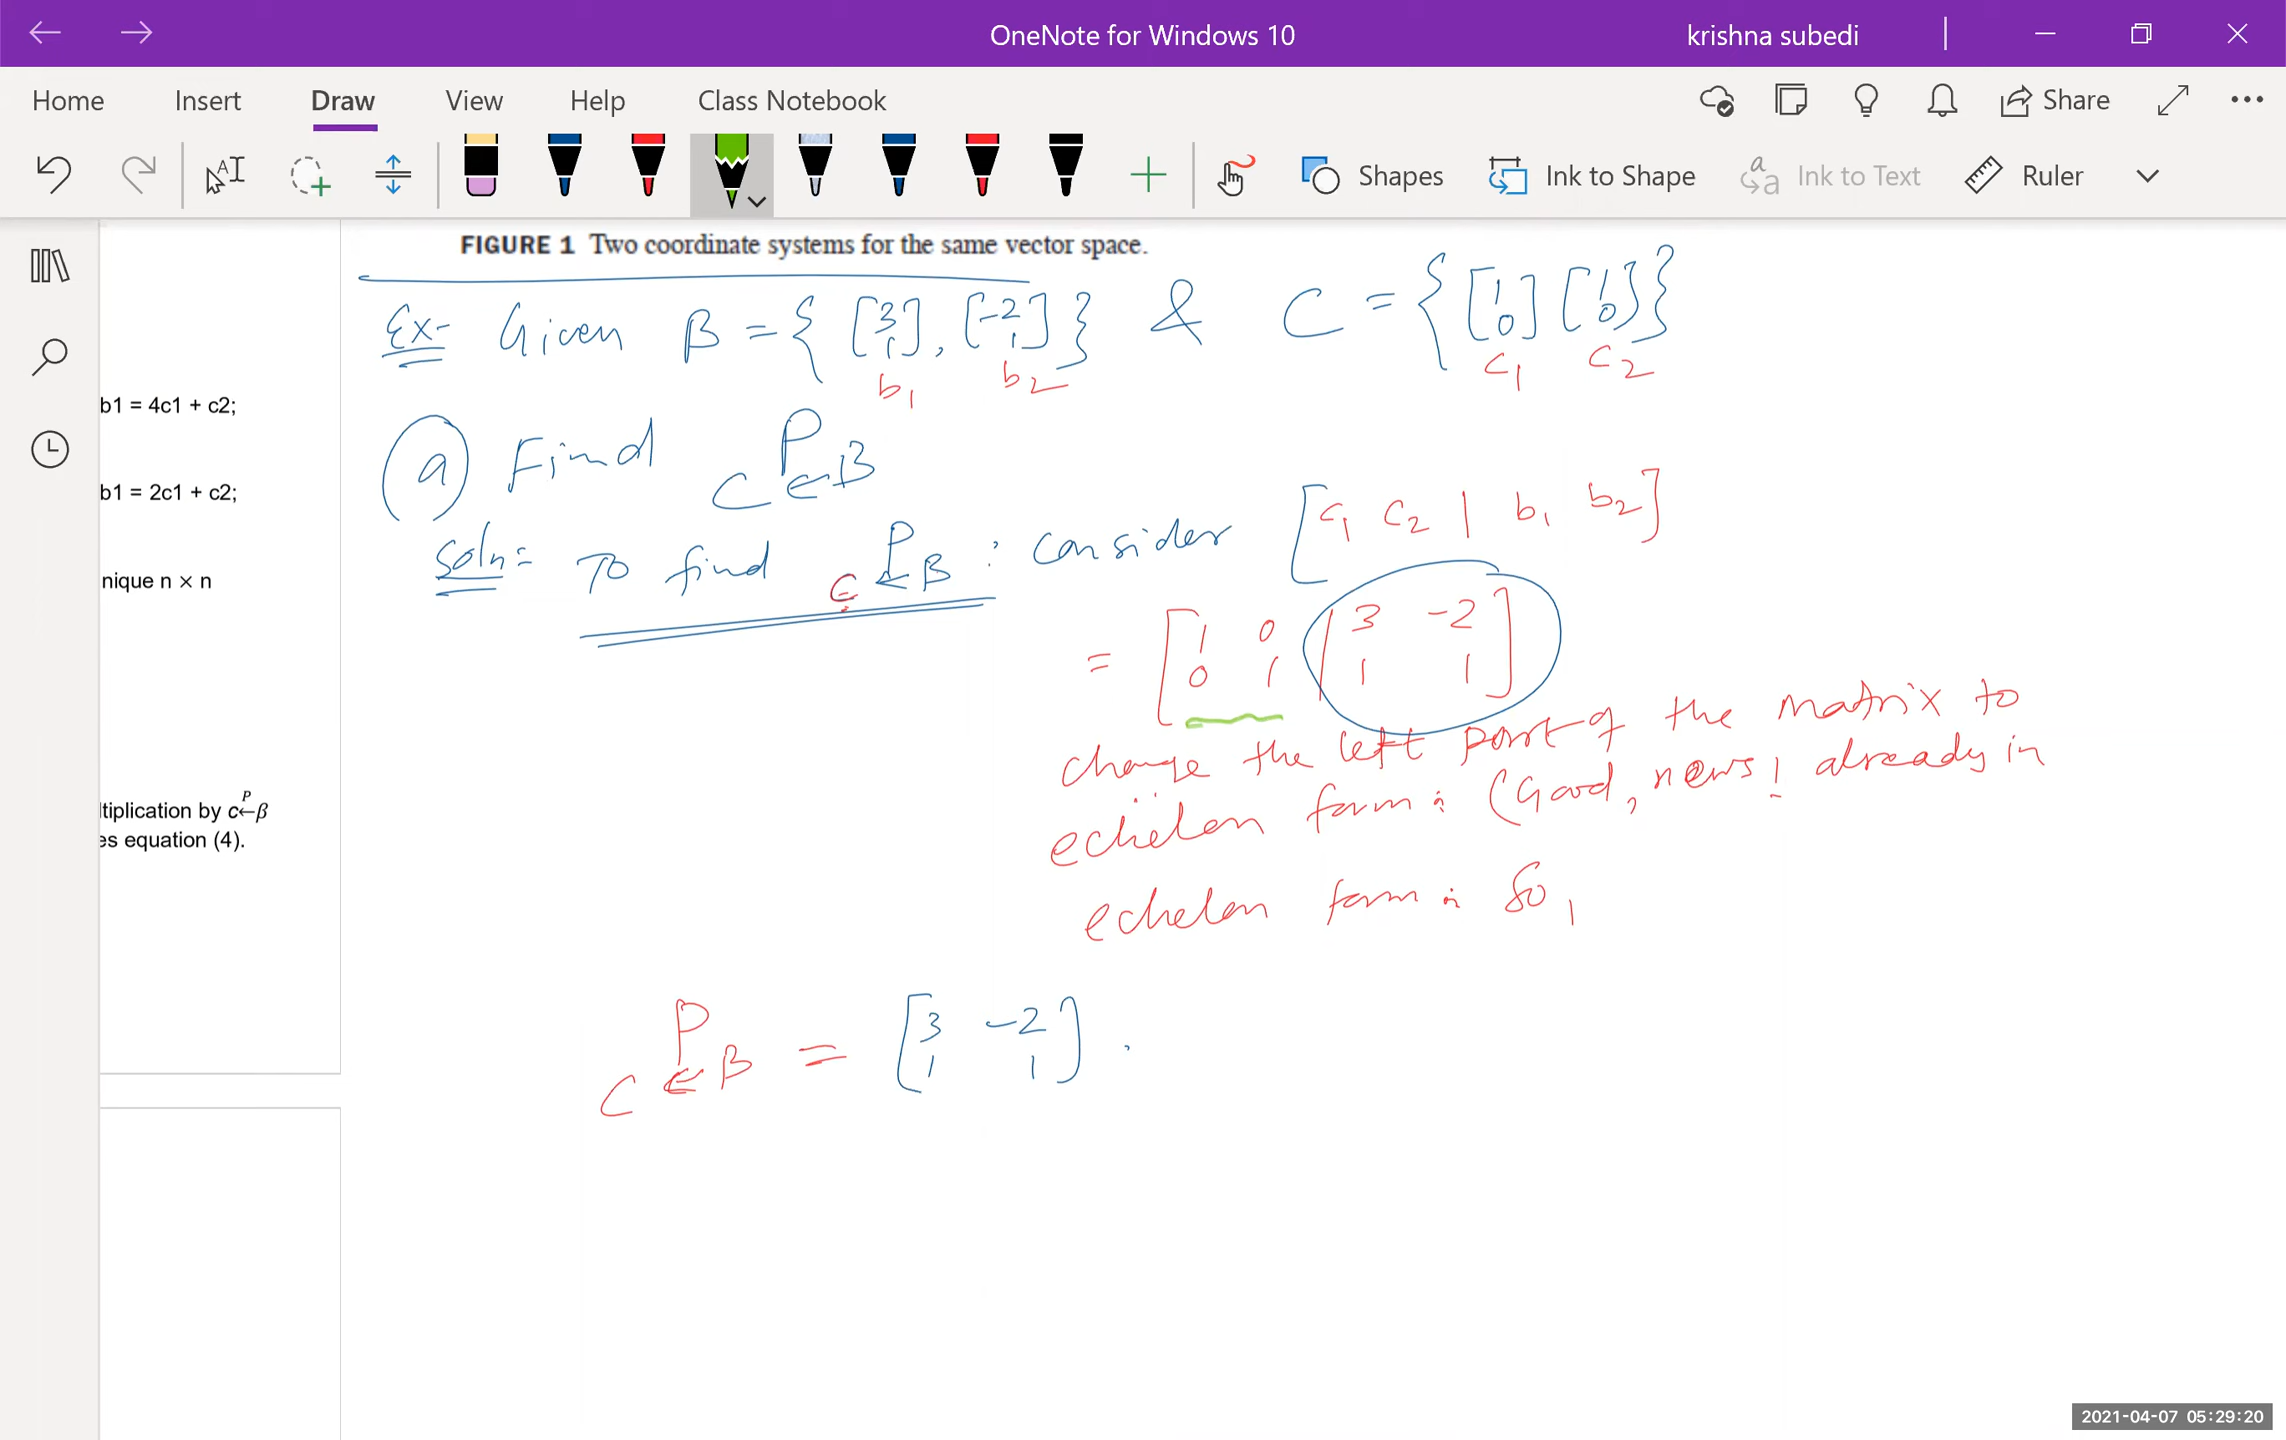 OneNote for Windows 10
krishna subedi
Home Insert Draw View Help Class Notebook Share
Shapes Ink to Shape Ink to Text Ruler
FIGURE 1 Two coordinate systems for the same vector space.
Ex- Given β = { [3 1], [-2 1] } & C = { [1 0] [1 0] }
b1 b2 c1 c2
b1 = 4c1 + c2;
(a) Find P C←β
b1 = 2c1 + c2;
Soln= To find P C←β : consider [ c1 c2 | b1 b2 ]
nique n × n
= [ 1 0 | 3 -2
0 1 | 1 1 ]
change the left part of the matrix to
echelon form : (Good, news! already in
echelon form : So,
ltiplication by P c←β
es equation (4).
P C←β = [ 3 -2
1 1 ] .
2021-04-07 05:29:20